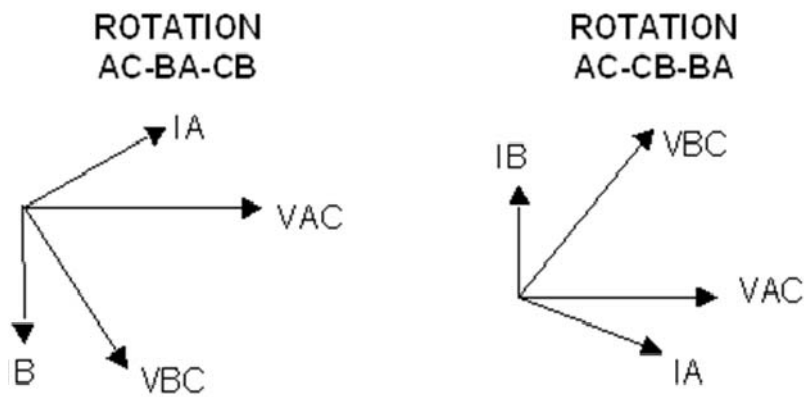 ROTATION
AC-BA-CB
IA
VAC
IB
VBC
ROTATION
AC-CB-BA
IB
VBC
VAC
IA